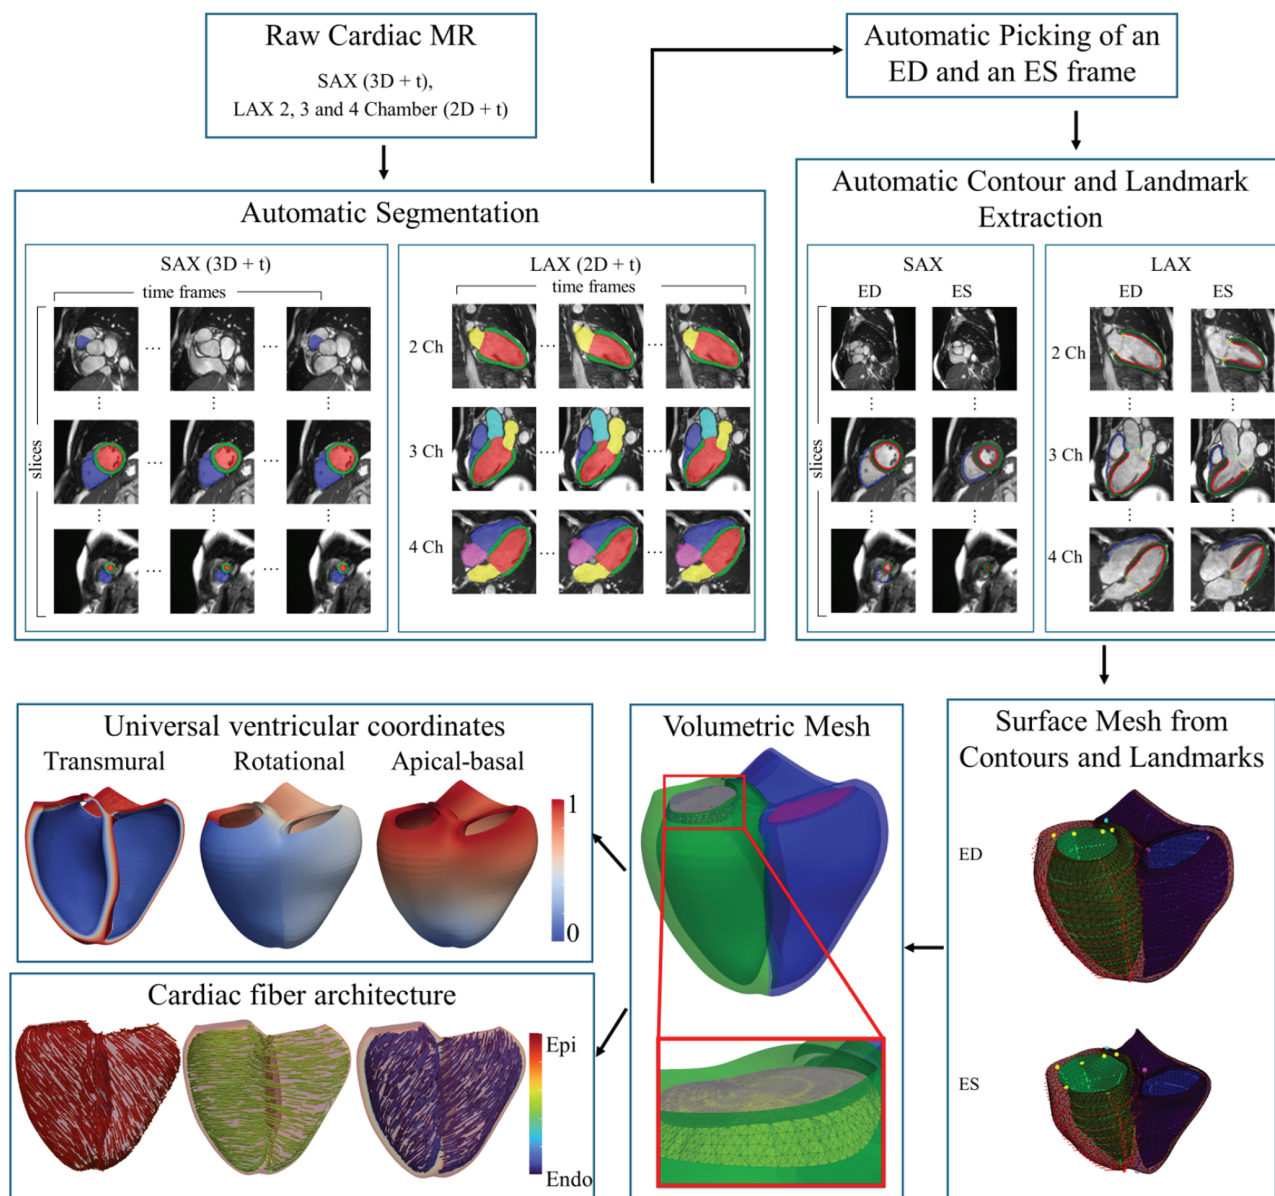 Raw Cardiac MR
SAX (3D + t),
LAX 2, 3 and 4 Chamber (2D + t)
Automatic Picking of an
ED and an ES frame
Automatic Segmentation
SAX (3D + t)
time frames
slices
LAX (2D + t)
time frames
2 Ch
3 Ch
4 Ch
Automatic Contour and Landmark
Extraction
SAX
ED ES
slices
LAX
ED ES
2 Ch
3 Ch
4 Ch
Surface Mesh from
Contours and Landmarks
ED
ES
Volumetric Mesh
Universal ventricular coordinates
Transmural Rotational Apical-basal
1
0
Cardiac fiber architecture
Epi
Endo